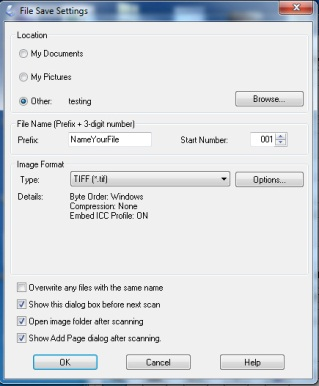 File Save Settings
Location
My Documents
My Pictures
Other: testing Browse...
File Name (Prefix + 3-digit number)
Prefix: NameYourFile Start Number: 001
Image Format
Type: TIFF (*.tif) Options...
Details: Byte Order: Windows
Compression: None
Embed ICC Profile: ON
Overwrite any files with the same name
Show this dialog box before next scan
Open image folder after scanning
Show Add Page dialog after scanning.
OK Cancel Help